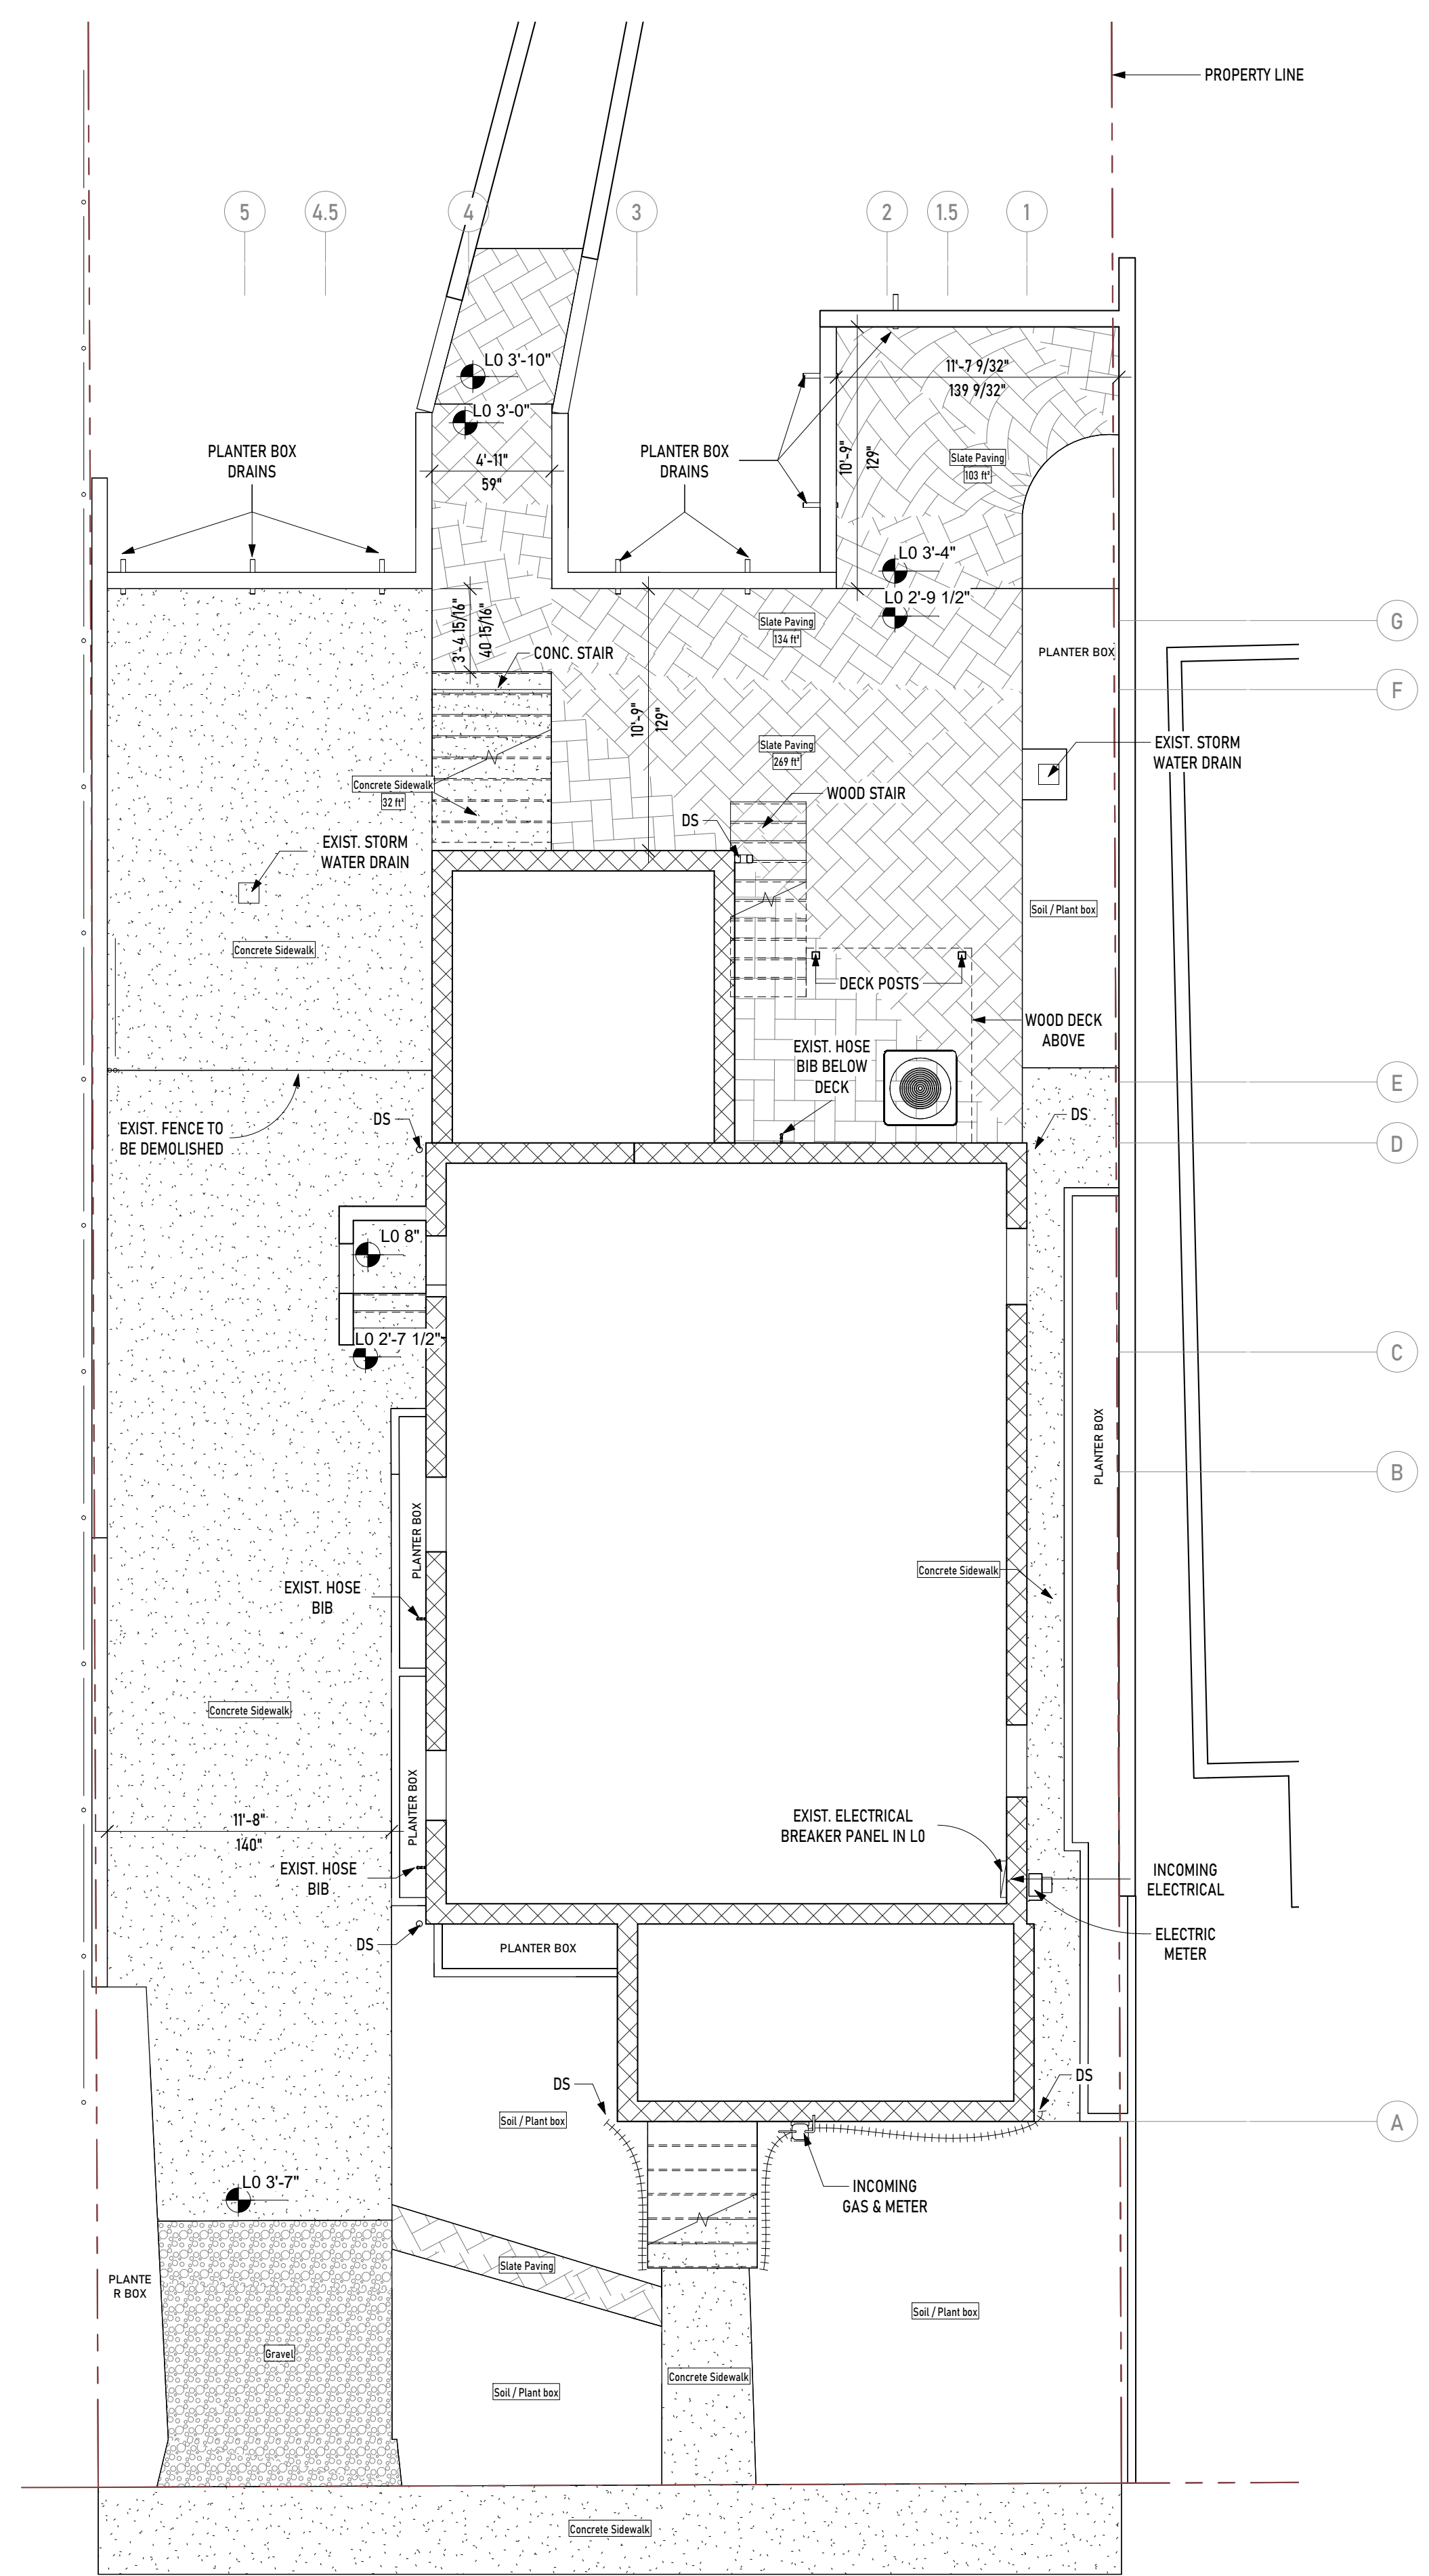 PROPERTY LINE
5
4.5
4
3
2
1.5
1
L0 3'-10"
L0 3'-0"
11'-7 9/32"
139 9/32"
PLANTER BOX
DRAINS
4'-11"
59"
PLANTER BOX
DRAINS
10'-9"
129"
Slate Paving
103 ft²
L0 3'-4"
L0 2'-9 1/2"
3'-4 15/16"
40 15/16"
CONC. STAIR
Slate Paving
134 ft²
G
PLANTER BOX
F
10'-9"
129"
Slate Paving
269 ft²
EXIST. STORM
WATER DRAIN
Concrete Sidewalk
32 ft²
WOOD STAIR
DS
EXIST. STORM
WATER DRAIN
Soil / Plant box
Concrete Sidewalk
DECK POSTS
WOOD DECK
ABOVE
EXIST. HOSE
BIB BELOW
DECK
E
EXIST. FENCE TO
BE DEMOLISHED
DS
DS
D
L0 8"
L0 2'-7 1/2"
C
PLANTER BOX
B
PLANTER BOX
Concrete Sidewalk
EXIST. HOSE
BIB
Concrete Sidewalk
PLANTER BOX
11'-8"
140"
EXIST. ELECTRICAL
BREAKER PANEL IN L0
EXIST. HOSE
BIB
INCOMING
ELECTRICAL
DS
PLANTER BOX
ELECTRIC
METER
DS
DS
Soil / Plant box
A
L0 3'-7"
INCOMING
GAS & METER
Slate Paving
PLANTE
R BOX
Soil / Plant box
Gravel
Concrete Sidewalk
Soil / Plant box
Concrete Sidewalk